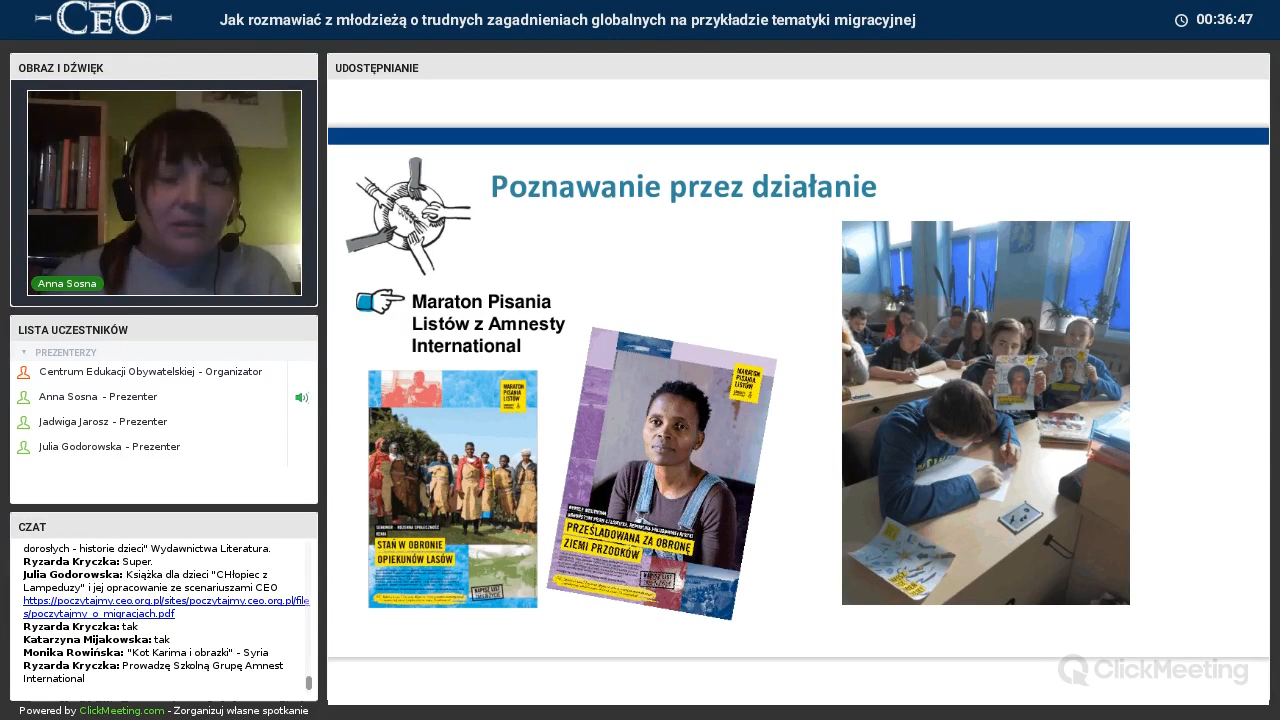 CEO
Jak rozmawiać z młodzieżą o trudnych zagadnieniach globalnych na przykładzie tematyki migracyjnej
00:36:47
OBRAZ I DŹWIĘK
Anna Sosna
LISTA UCZESTNIKÓW
PREZENTERZY
Centrum Edukacji Obywatelskiej - Organizator
Anna Sosna - Prezenter
Jadwiga Jarosz - Prezenter
Julia Godorowska - Prezenter
CZAT
dorosłych - historie dzieci" Wydawnictwa Literatura.
Ryzarda Kryczka: Super.
Julia Godorowska: Książka dla dzieci "CHłopiec z
Lampeduzy" i jej opracowanie ze scenariuszami CEO
https://poczytajmy.ceo.org.pl/sites/poczytajmy.ceo.org.pl/file
s/poczytajmy_o_migracjach.pdf
Ryzarda Kryczka: tak
Katarzyna Mijakowska: tak
Monika Rowińska: "Kot Karima i obrazki" - Syria
Ryzarda Kryczka: Prowadzę Szkolną Grupę Amnest
International
Powered by ClickMeeting.com - Zorganizuj własne spotkanie
UDOSTĘPNIANIE
Poznawanie przez działanie
Maraton Pisania
Listów z Amnesty
International
MARATON
PISANIA
LISTÓW
KENIA
STAŃ W OBRONIE
OPIEKUNÓW LASÓW
MARATON
PISANIA
LISTÓW
PRZEŚLADOWANA ZA OBRONĘ
ZIEMI PRZODKÓW
ClickMeeting